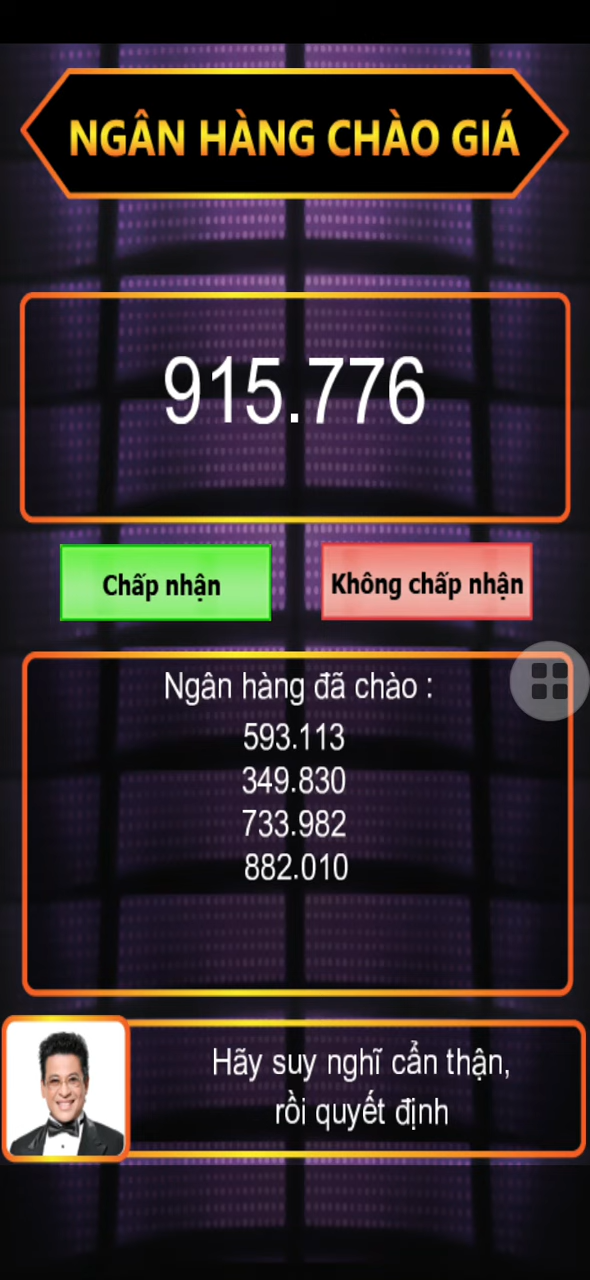 NGÂN HÀNG CHÀO GIÁ
915.776
Chấp nhận
Không chấp nhận
Ngân hàng đã chào :
593.113
349.830
733.982
882.010
Hãy suy nghĩ cẩn thận,
rồi quyết định